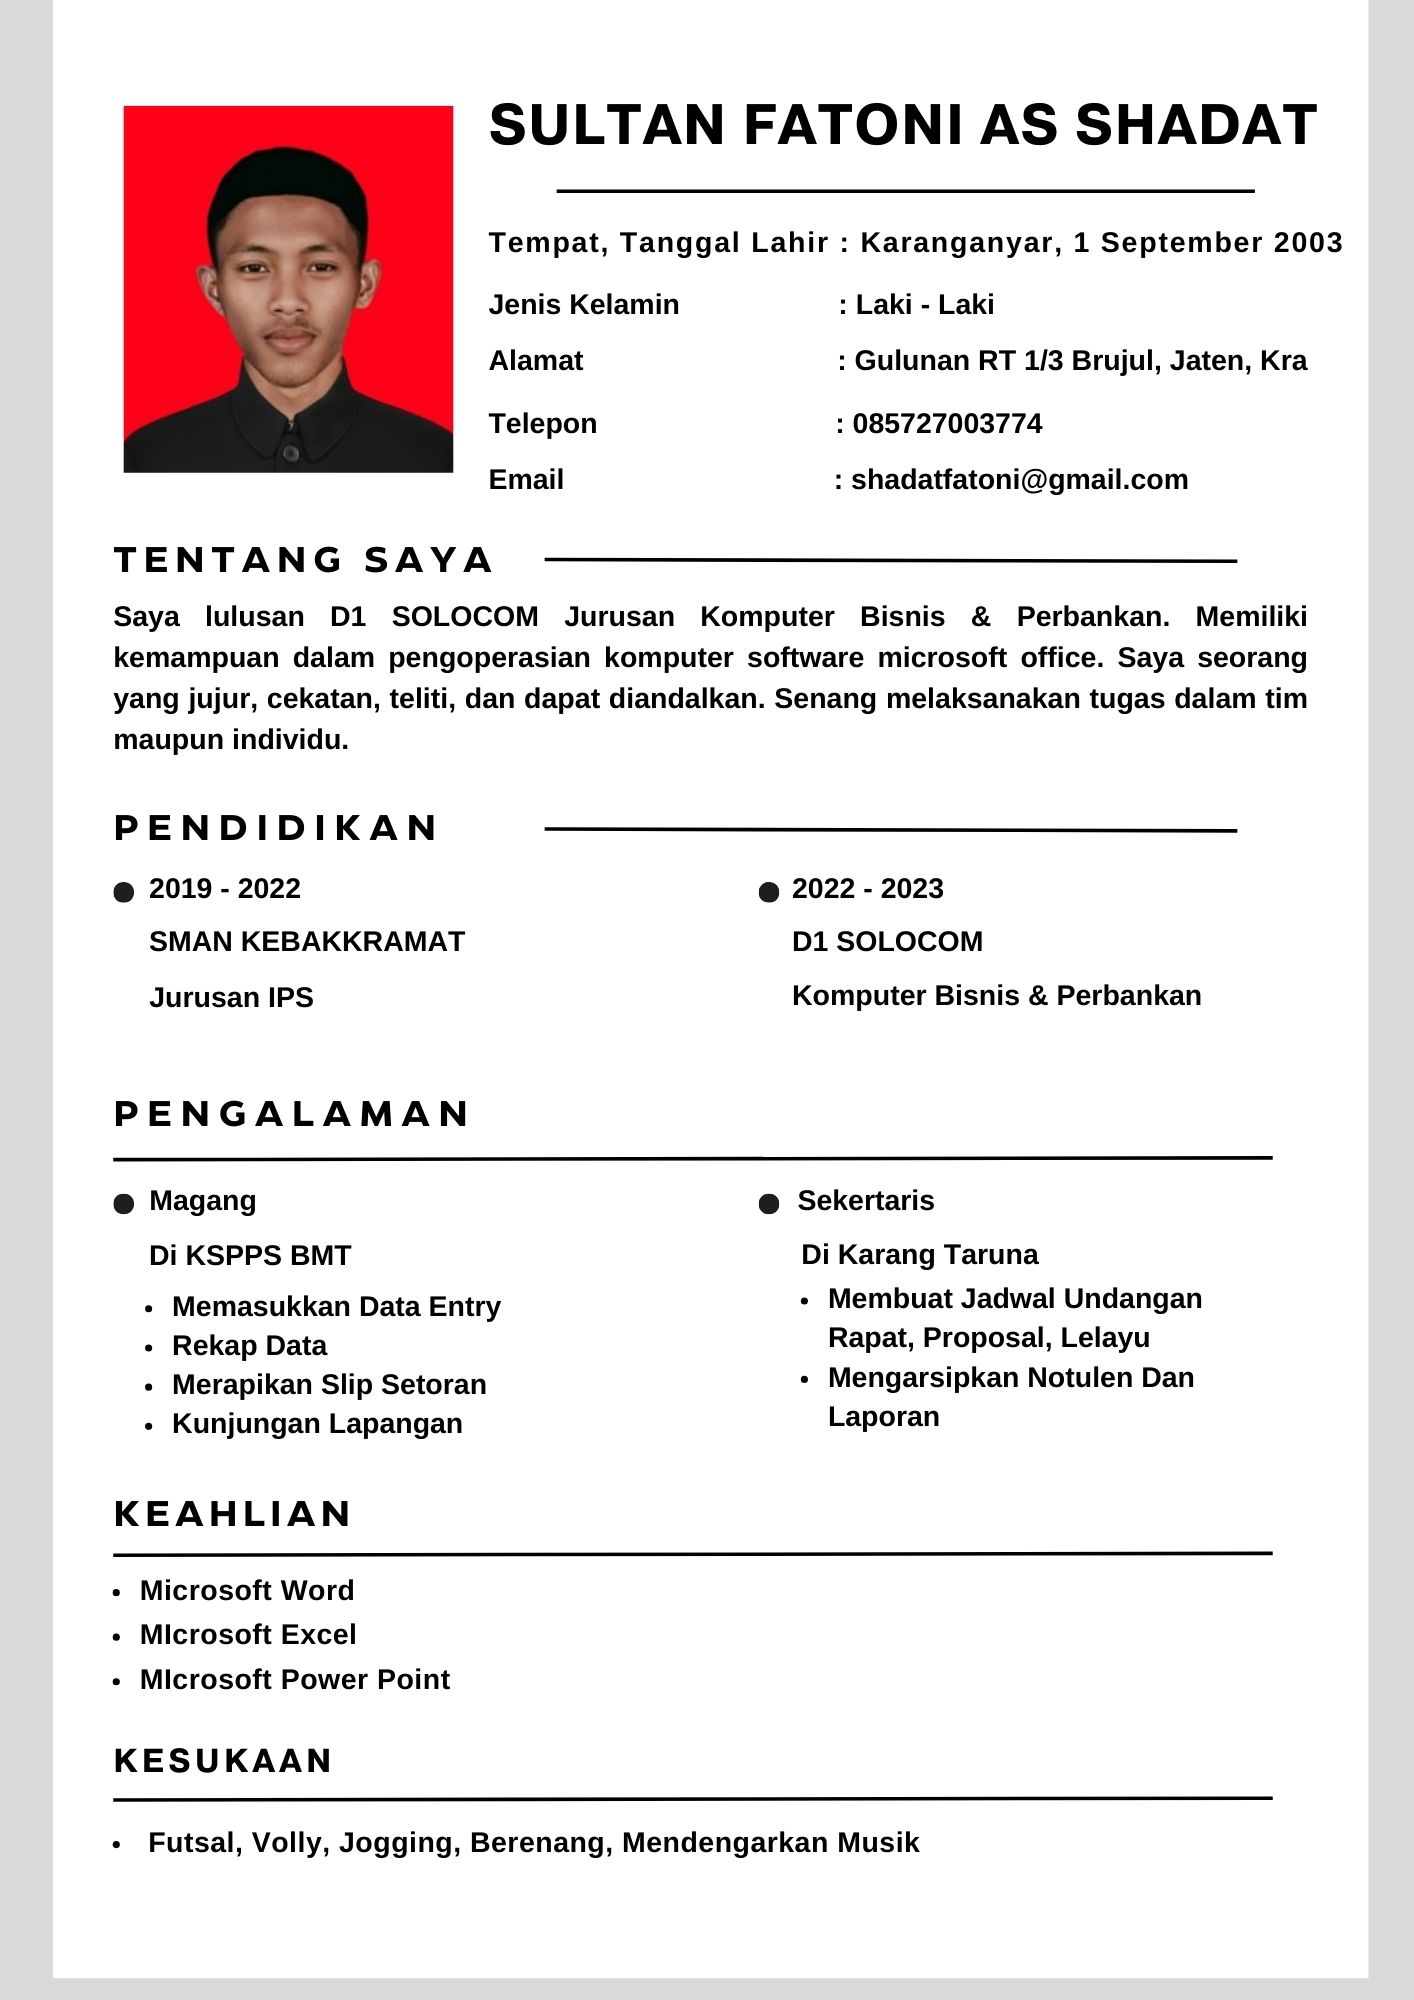 SULTAN FATONI AS SHADAT
Tempat, Tanggal Lahir : Karanganyar, 1 September 2003
Jenis Kelamin : Laki - Laki
Alamat : Gulunan RT 1/3 Brujul, Jaten, Kra
Telepon : 085727003774
Email : shadatfatoni@gmail.com
TENTANG SAYA
Saya lulusan D1 SOLOCOM Jurusan Komputer Bisnis & Perbankan. Memiliki
kemampuan dalam pengoperasian komputer software microsoft office. Saya seorang
yang jujur, cekatan, teliti, dan dapat diandalkan. Senang melaksanakan tugas dalam tim
maupun individu.
PENDIDIKAN
2019 - 2022
SMAN KEBAKKRAMAT
Jurusan IPS
2022 - 2023
D1 SOLOCOM
Komputer Bisnis & Perbankan
PENGALAMAN
Magang
Di KSPPS BMT
• Memasukkan Data Entry
• Rekap Data
• Merapikan Slip Setoran
• Kunjungan Lapangan
Sekertaris
Di Karang Taruna
• Membuat Jadwal Undangan
Rapat, Proposal, Lelayu
• Mengarsipkan Notulen Dan
Laporan
KEAHLIAN
• Microsoft Word
• MIcrosoft Excel
• MIcrosoft Power Point
KESUKAAN
• Futsal, Volly, Jogging, Berenang, Mendengarkan Musik